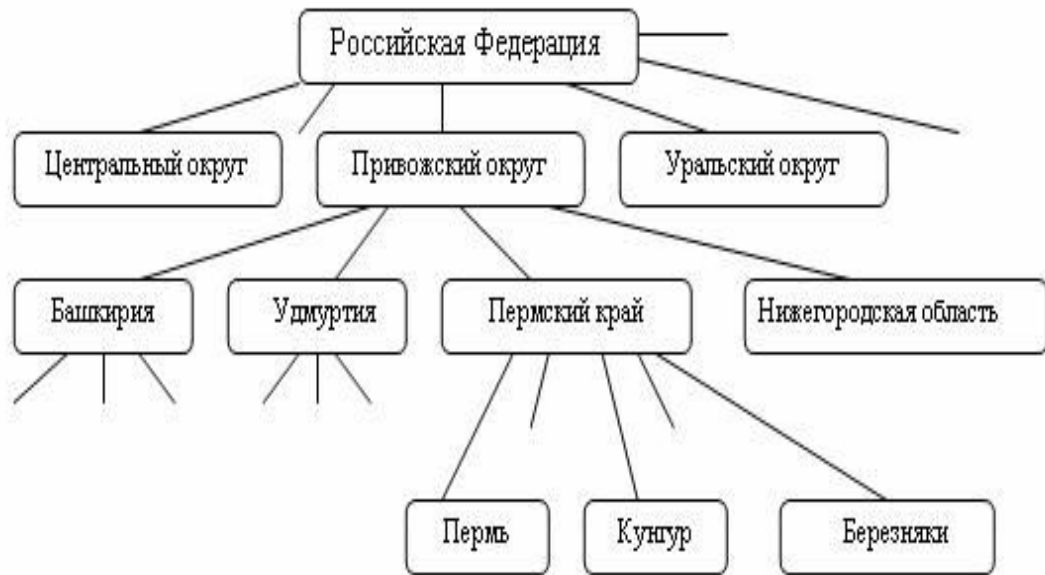 Российская Федерация
Центральный округ
Привожский округ
Уральский округ
Башкирия
Удмуртия
Пермский край
Нижегородская область
Пермь
Кунгур
Березняки